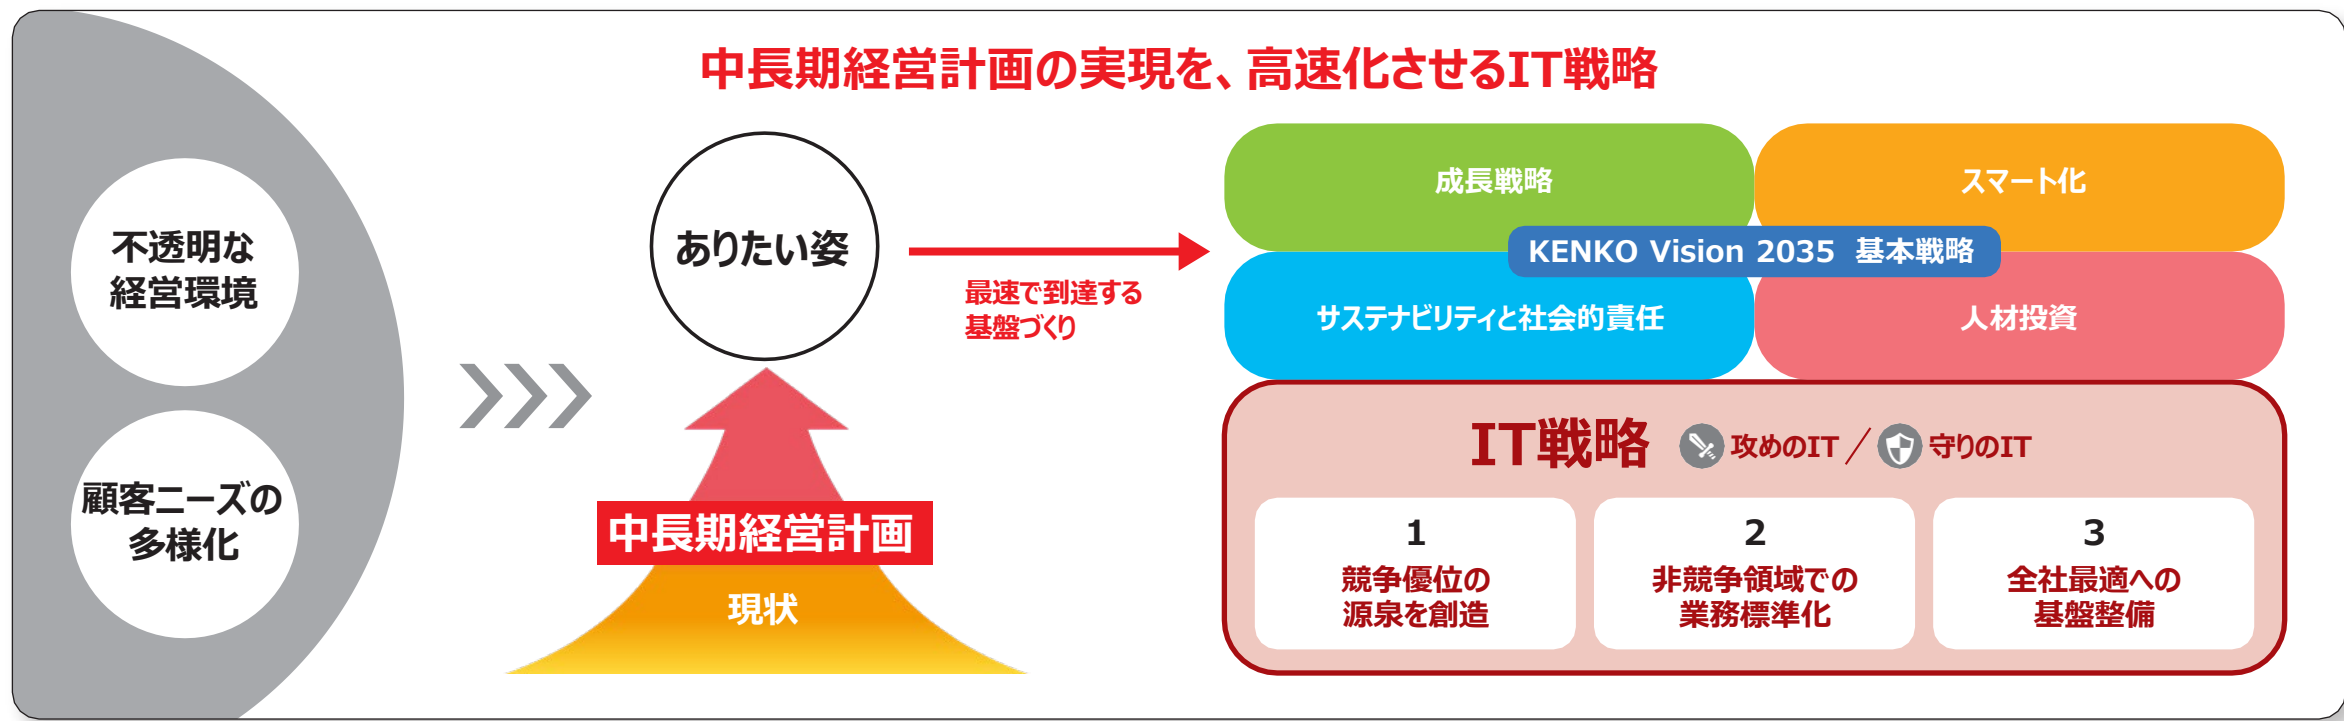 中長期経営計画の実現を、高速化させるIT戦略
不透明な
経営環境
顧客ニーズの
多様化
ありたい姿
中長期経営計画
現状
最速で到達する
基盤づくり
成長戦略
スマート化
KENKO Vision 2035 基本戦略
サステナビリティと社会的責任
人材投資
IT戦略 攻めのIT／守りのIT
1
競争優位の
源泉を創造
2
非競争領域での
業務標準化
3
全社最適への
基盤整備